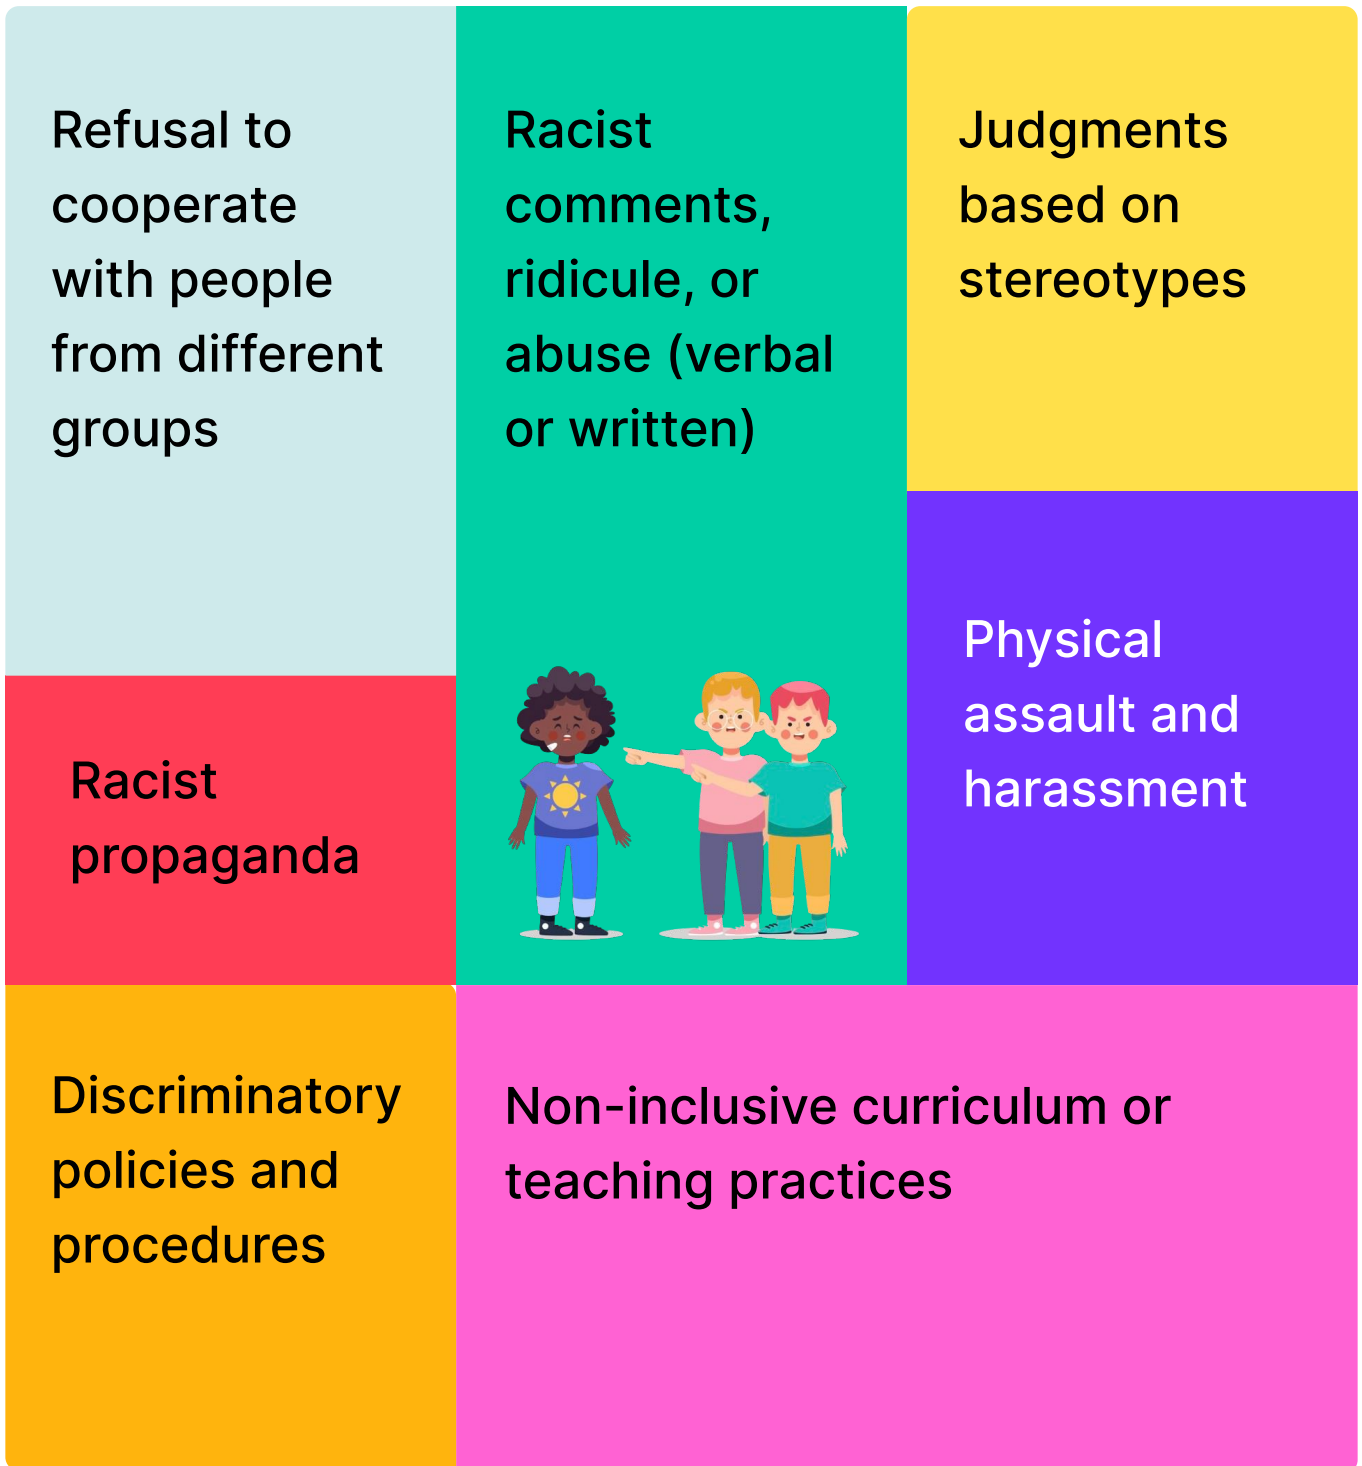 Refusal to
cooperate
with people
from different
groups
Racist
comments,
ridicule, or
abuse (verbal
or written)
Judgments
based on
stereotypes
Physical
assault and
harassment
Racist
propaganda
Discriminatory
policies and
procedures
Non-inclusive curriculum or
teaching practices